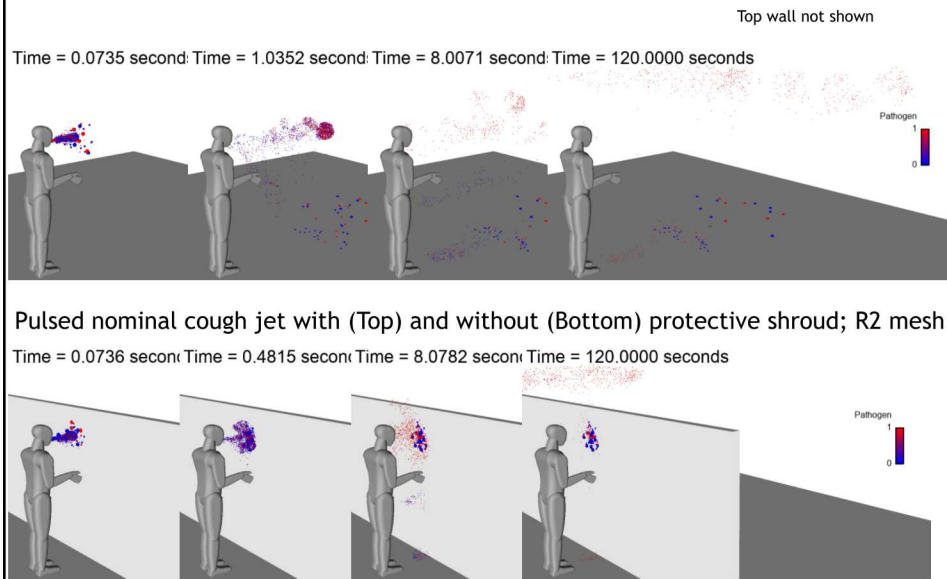 Top wall not shown
Time = 0.0735 second Time = 1.0352 second Time = 8.0071 second Time = 120.0000 seconds
Pathogen
1
0
Pulsed nominal cough jet with (Top) and without (Bottom) protective shroud; R2 mesh
Time = 0.0736 secon Time = 0.4815 secon Time = 8.0782 secon Time = 120.0000 seconds
Pathogen
1
0